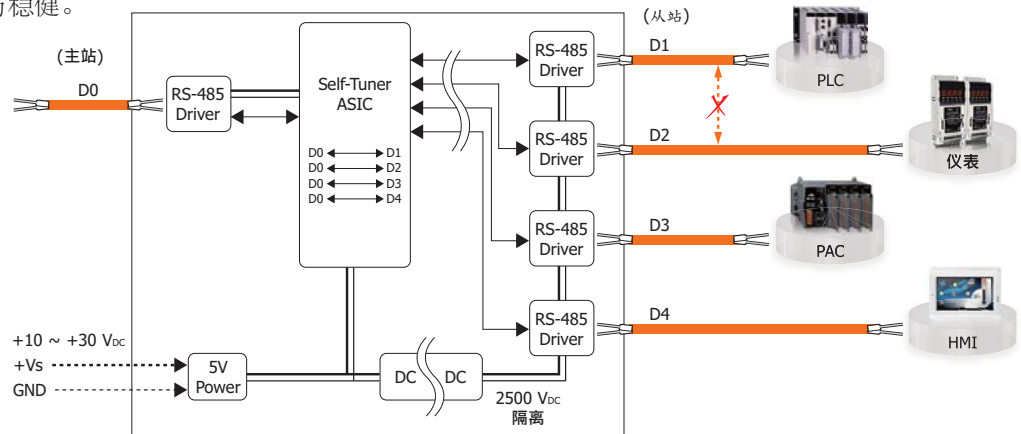 稳健。
(主站)
D0
RS-485
Driver
Self-Tuner
ASIC
D0 D1
D0 D2
D0 D3
D0 D4
(从站)
RS-485
Driver
D1
PLC
RS-485
Driver
D2
仪表
RS-485
Driver
D3
PAC
RS-485
Driver
D4
HMI
+10 ~ +30 VDC
+Vs
GND
5V
Power
DC DC
2500 VDC
隔离